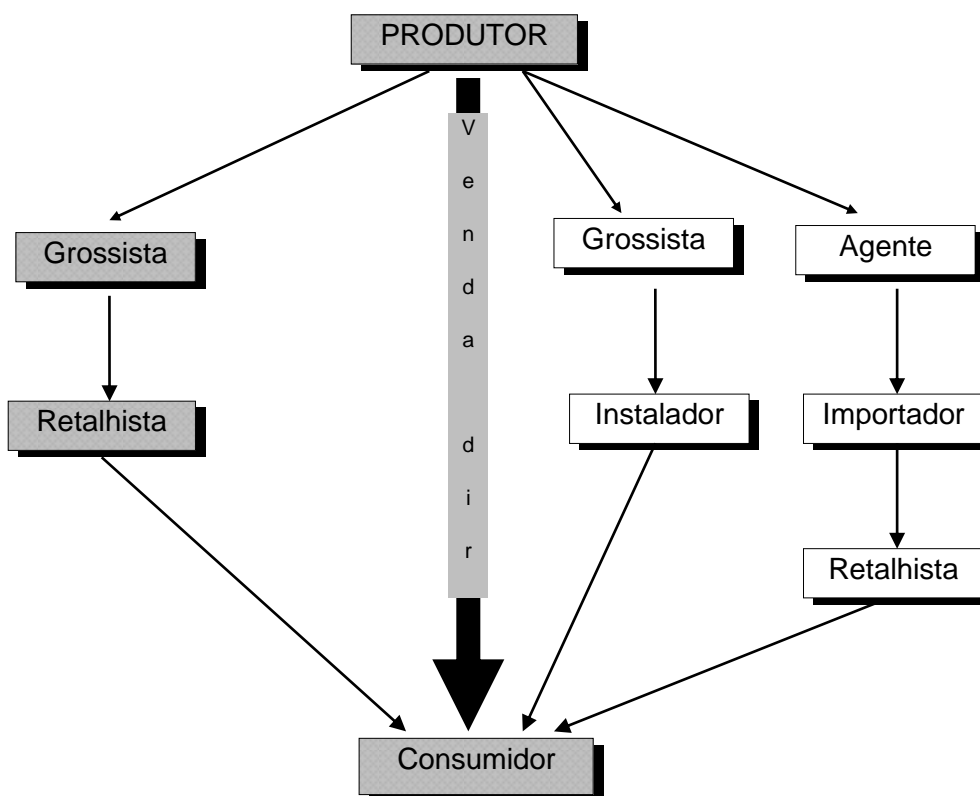 PRODUTOR
V
e
n
d
a
d
i
r
Grossista
Grossista
Agente
Retalhista
Instalador
Importador
Retalhista
Consumidor